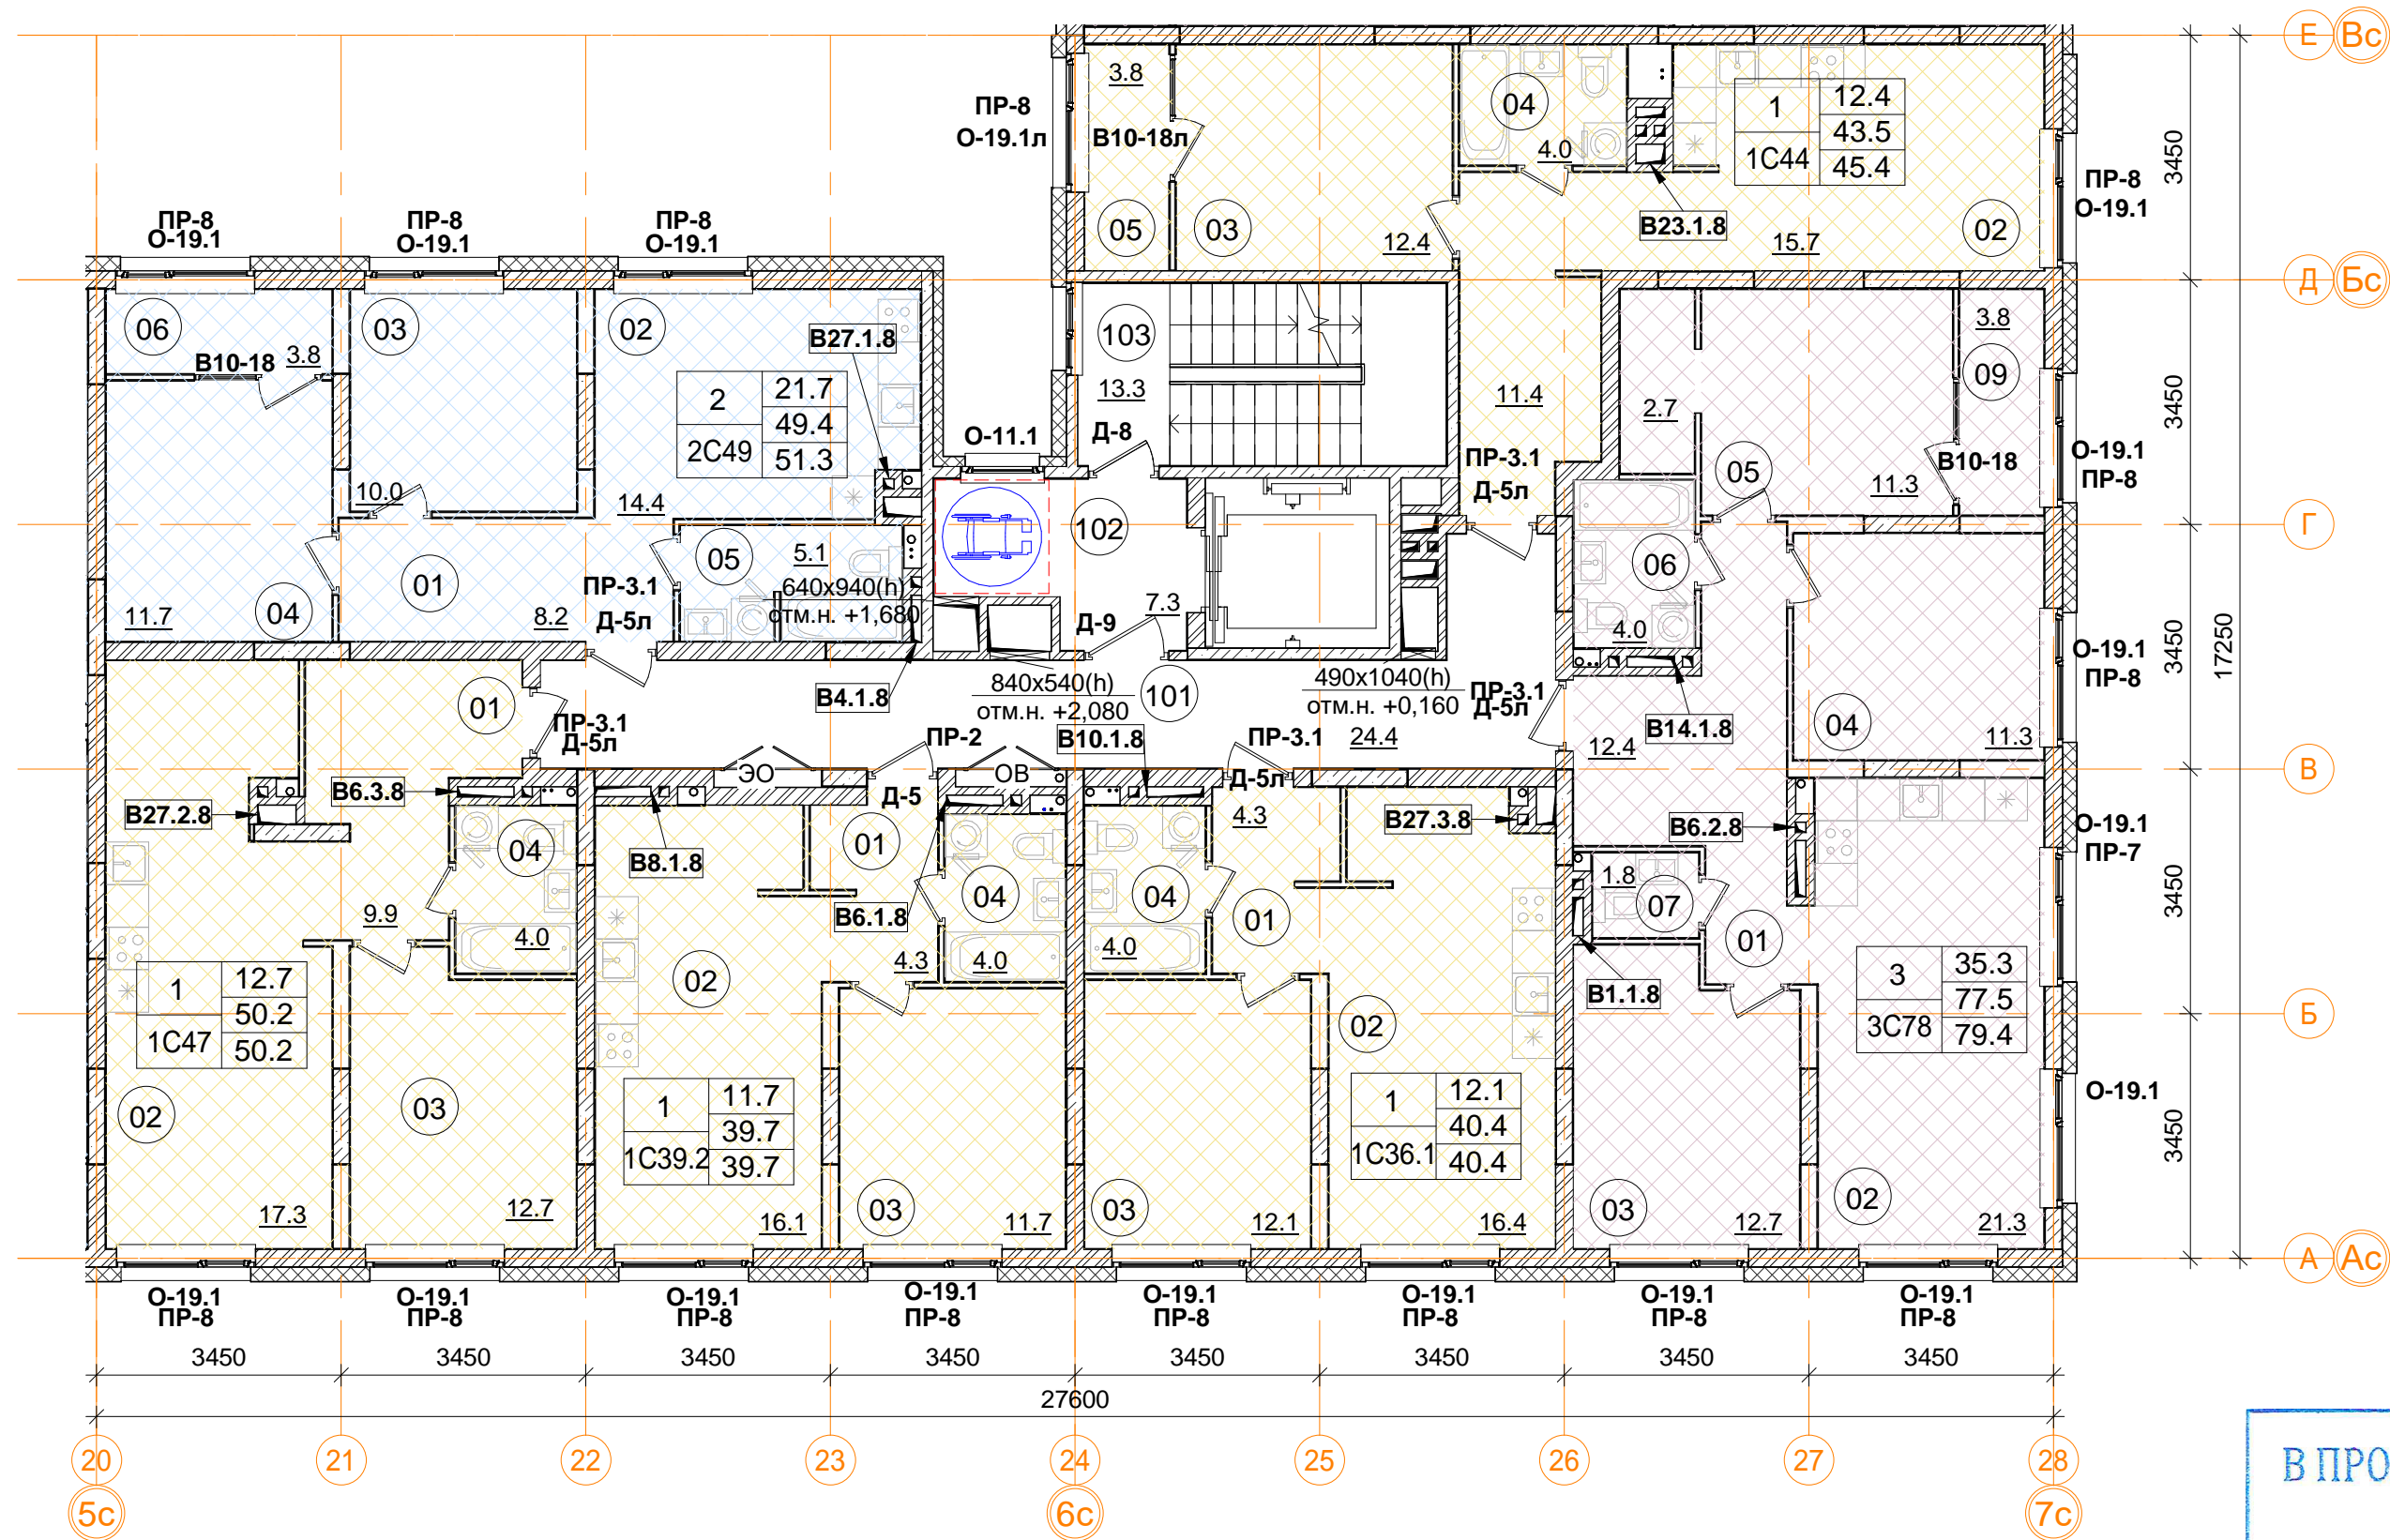 Е Вс
3.8
04
1 12.4
ПР-8
О-19.1л
В10-18л
4.0
43.5
1С44 45.4
3450
ПР-8
О-19.1
ПР-8
О-19.1
ПР-8
О-19.1
ПР-8
О-19.1
05
03
12.4
В23.1.8
15.7
02
Д Бс
06
03
02
В27.1.8
103
3.8
В10-18
3.8
09
13.3
2 21.7
49.4
2С49 51.3
11.4
2.7
3450
О-11.1
Д-8
ПР-3.1
Д-5л
05
В10-18
О-19.1
ПР-8
10.0
14.4
11.3
102
Г
05
5.1
06
01
ПР-3.1
Д-5л
640х940(h)
отм.н. +1,680
11.7
04
8.2
7.3
Д-9
4.0
О-19.1
ПР-8
3450
17250
01
В4.1.8
840х540(h)
отм.н. +2,080
101
490х1040(h)
отм.н. +0,160
ПР-3.1
Д-5л
В14.1.8
04
11.3
ПР-3.1
Д-5л
ПР-2
В10.1.8
ПР-3.1
24.4
12.4
В
ЭО
ОВ
Д-5л
В6.3.8
Д-5
В27.2.8
4.3
В27.3.8
В6.2.8
О-19.1
ПР-7
04
В8.1.8
01
1.8
04
04
07
3450
В6.1.8
9.9
01
01
4.0
4.3
4.0
4.0
1 12.7
50.2
1С47 50.2
02
В1.1.8
3 35.3
77.5
3С78 79.4
02
Б
1 11.7
39.7
1С39.2 39.7
1 12.1
40.4
1С36.1 40.4
О-19.1
02
03
3450
03
03
03
02
17.3
12.7
16.1
11.7
12.1
16.4
12.7
21.3
А Ас
О-19.1
ПР-8
О-19.1
ПР-8
О-19.1
ПР-8
О-19.1
ПР-8
О-19.1
ПР-8
О-19.1
ПР-8
О-19.1
ПР-8
О-19.1
ПР-8
3450 3450 3450 3450 3450 3450 3450 3450
27600
20 21 22 23 24 25 26 27 28
В ПРО
5с 6с 7с